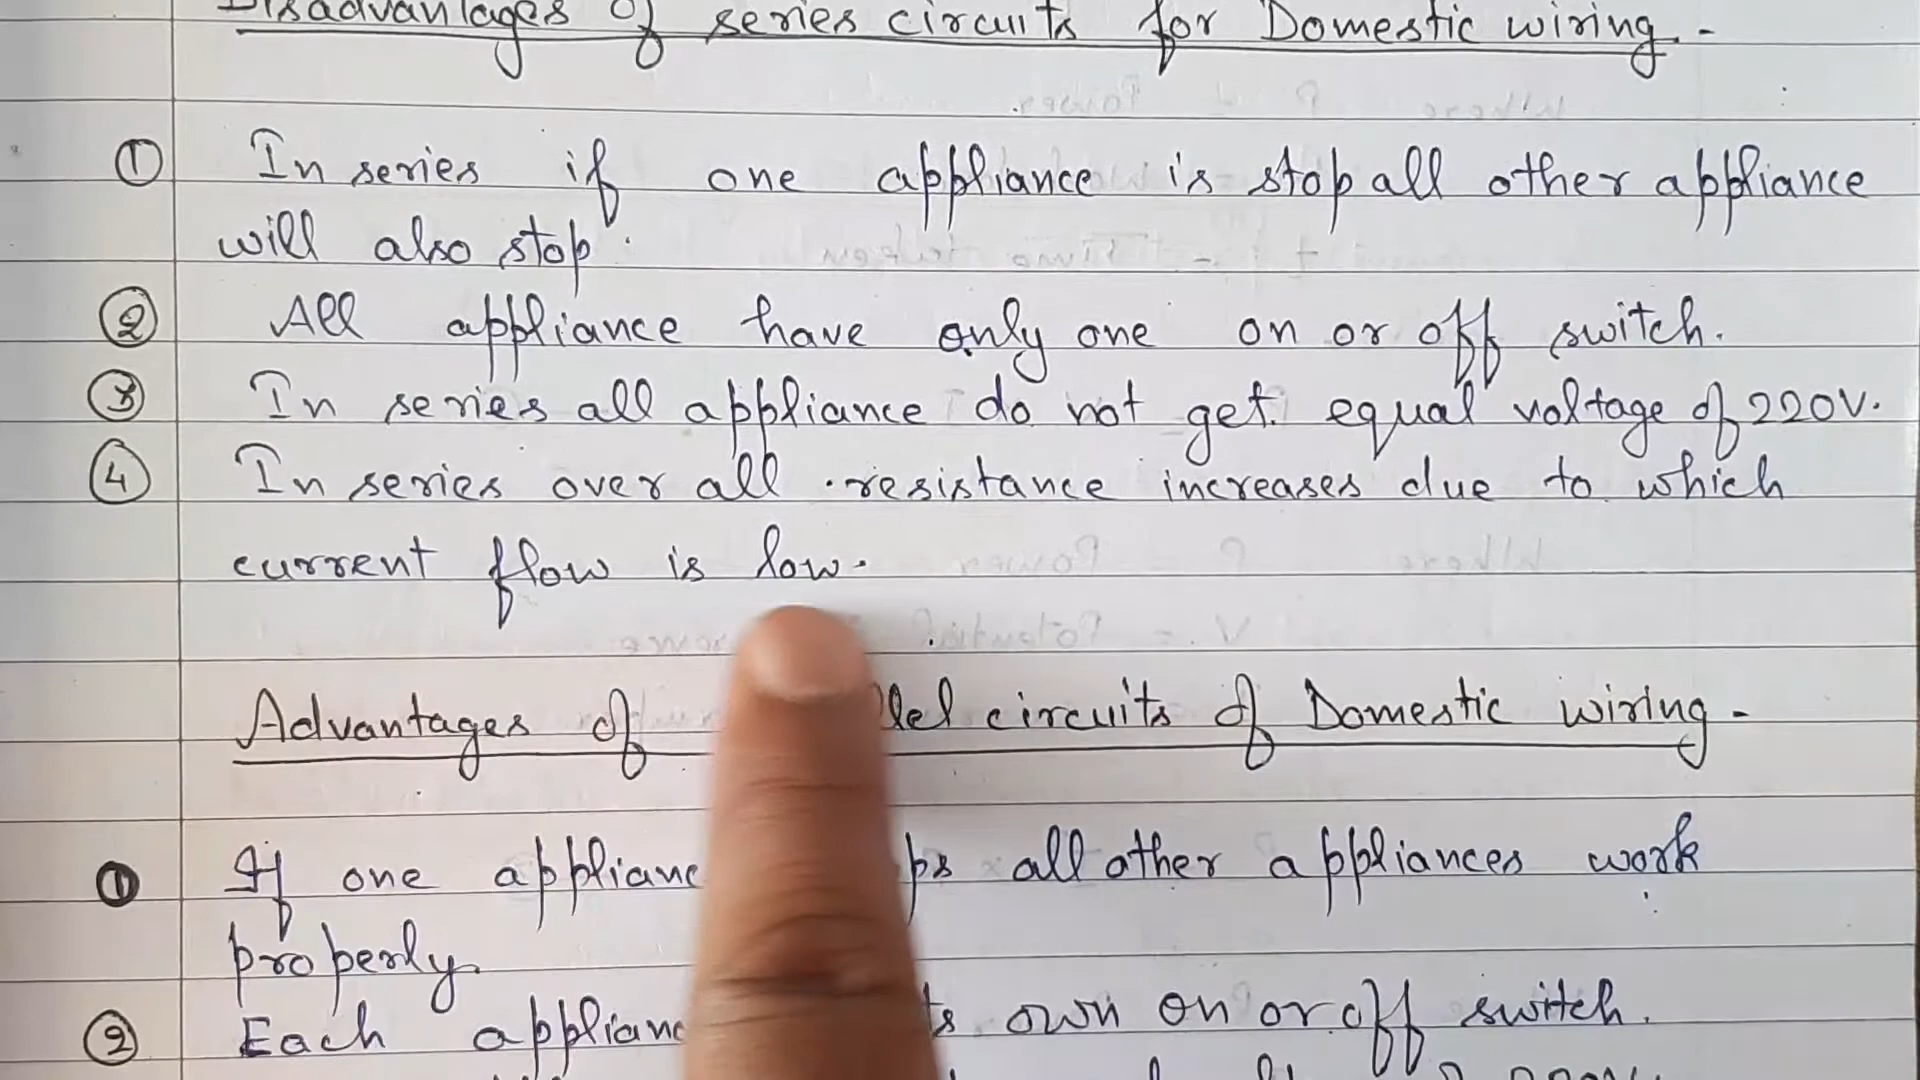 Disadvantages of series circuits for Domestic wiring.-
① In series if one appliance is stop all other appliance
will also stop.
② All appliance have only one on or off switch.
③ In series all appliance do not get equal voltage of 220V.
④ In series over all resistance increases due to which
current flow is low.
Advantages of circuits of Domestic wiring -
① If one all other appliances work
properly.
② Each own on or off switch.